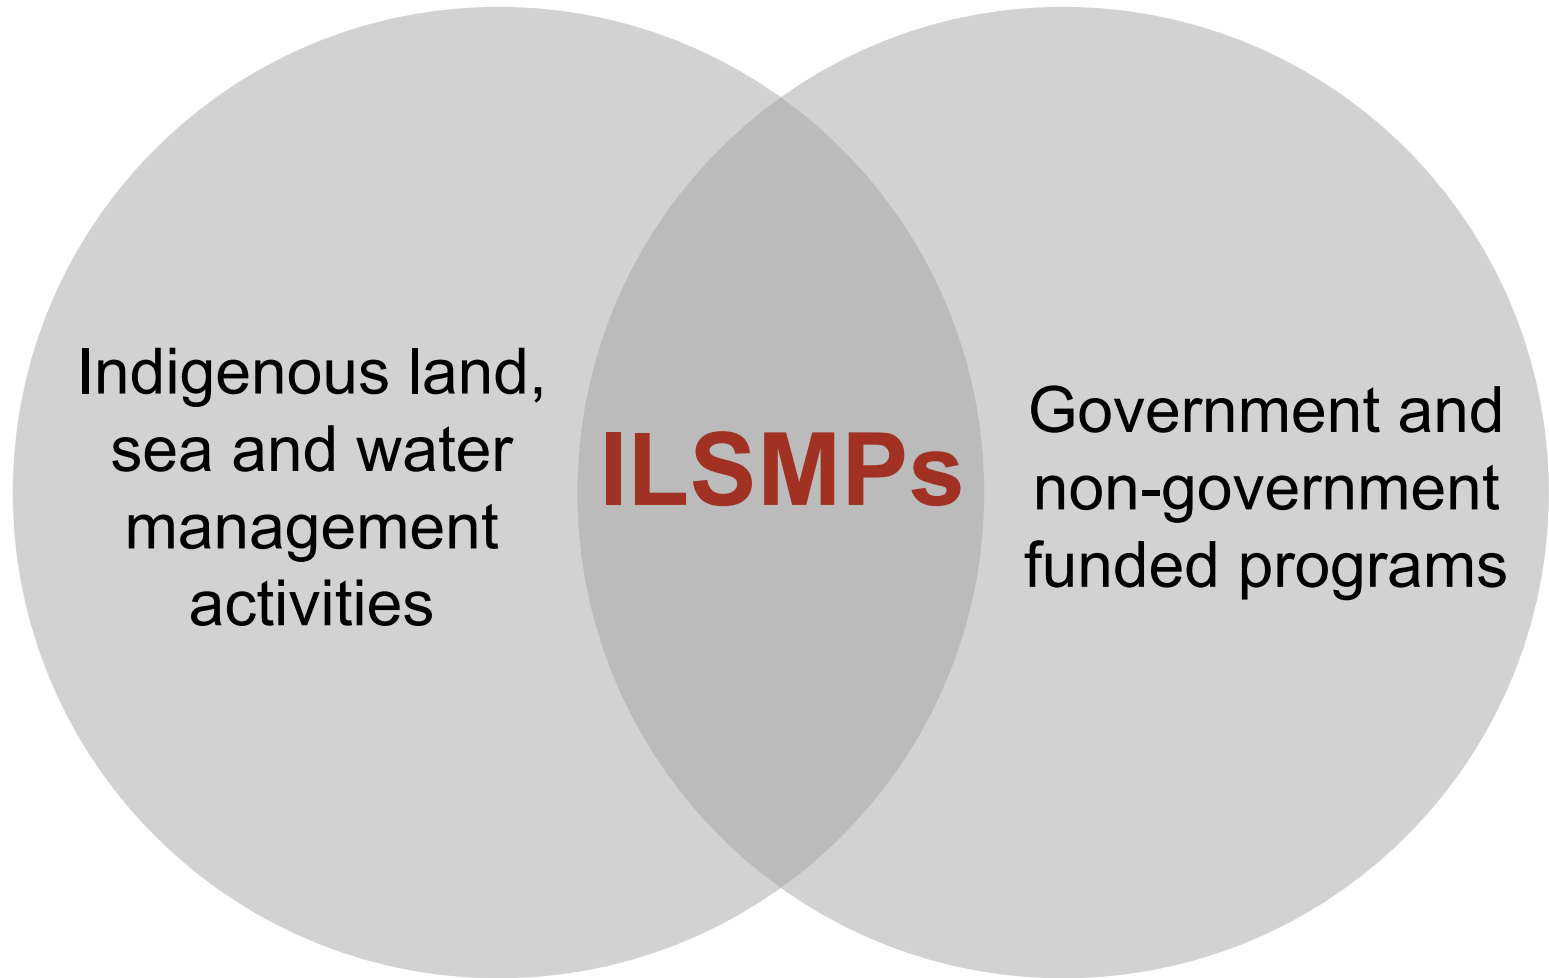 Indigenous land,
sea and water
management
activities
ILSMPs
Government and
non-government
funded programs